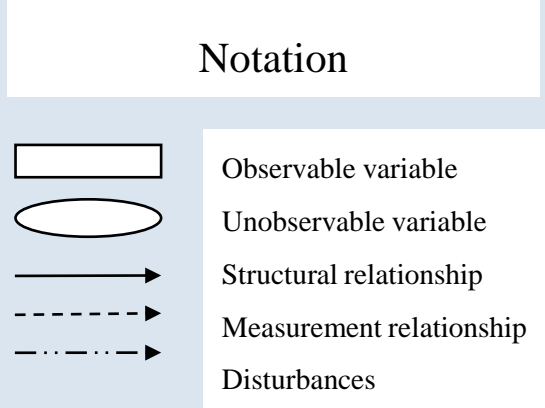 Notation
Observable variable
Unobservable variable
Structural relationship
Measurement relationship
Disturbances